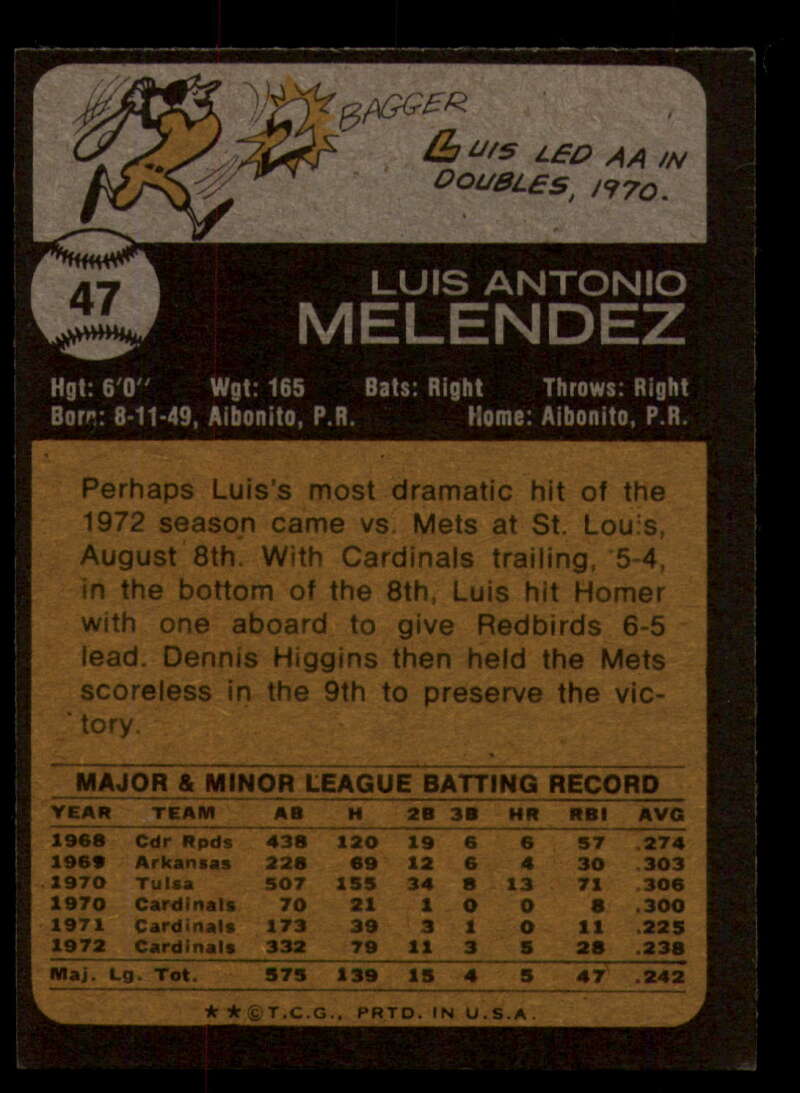 2 BAGGER
LUIS LED AA IN
DOUBLES, 1970.
47
LUIS ANTONIO
MELENDEZ
Hgt: 6'0" Wgt: 165 Bats: Right Throws: Right
Born: 8-11-49, Aibonito, P.R. Home: Aibonito, P.R.
Perhaps Luis's most dramatic hit of the
1972 season came vs. Mets at St. Louis,
August 8th. With Cardinals trailing, 5-4,
in the bottom of the 8th, Luis hit Homer
with one aboard to give Redbirds 6-5
lead. Dennis Higgins then held the Mets
scoreless in the 9th to preserve the vic-
tory.
MAJOR & MINOR LEAGUE BATTING RECORD
YEAR TEAM AB H 2B 3B HR RBI AVG
1968 Cdr Rpds 438 120 19 6 6 57 .274
1969 Arkansas 228 69 12 6 4 30 .303
1970 Tulsa 507 155 34 8 13 71 .306
1970 Cardinals 70 21 1 0 0 8 .300
1971 Cardinals 173 39 3 1 0 11 .225
1972 Cardinals 332 79 11 3 5 28 .238
Maj. Lg. Tot. 575 139 15 4 5 47 .242
★★©T.C.G., PRTD. IN U.S.A.